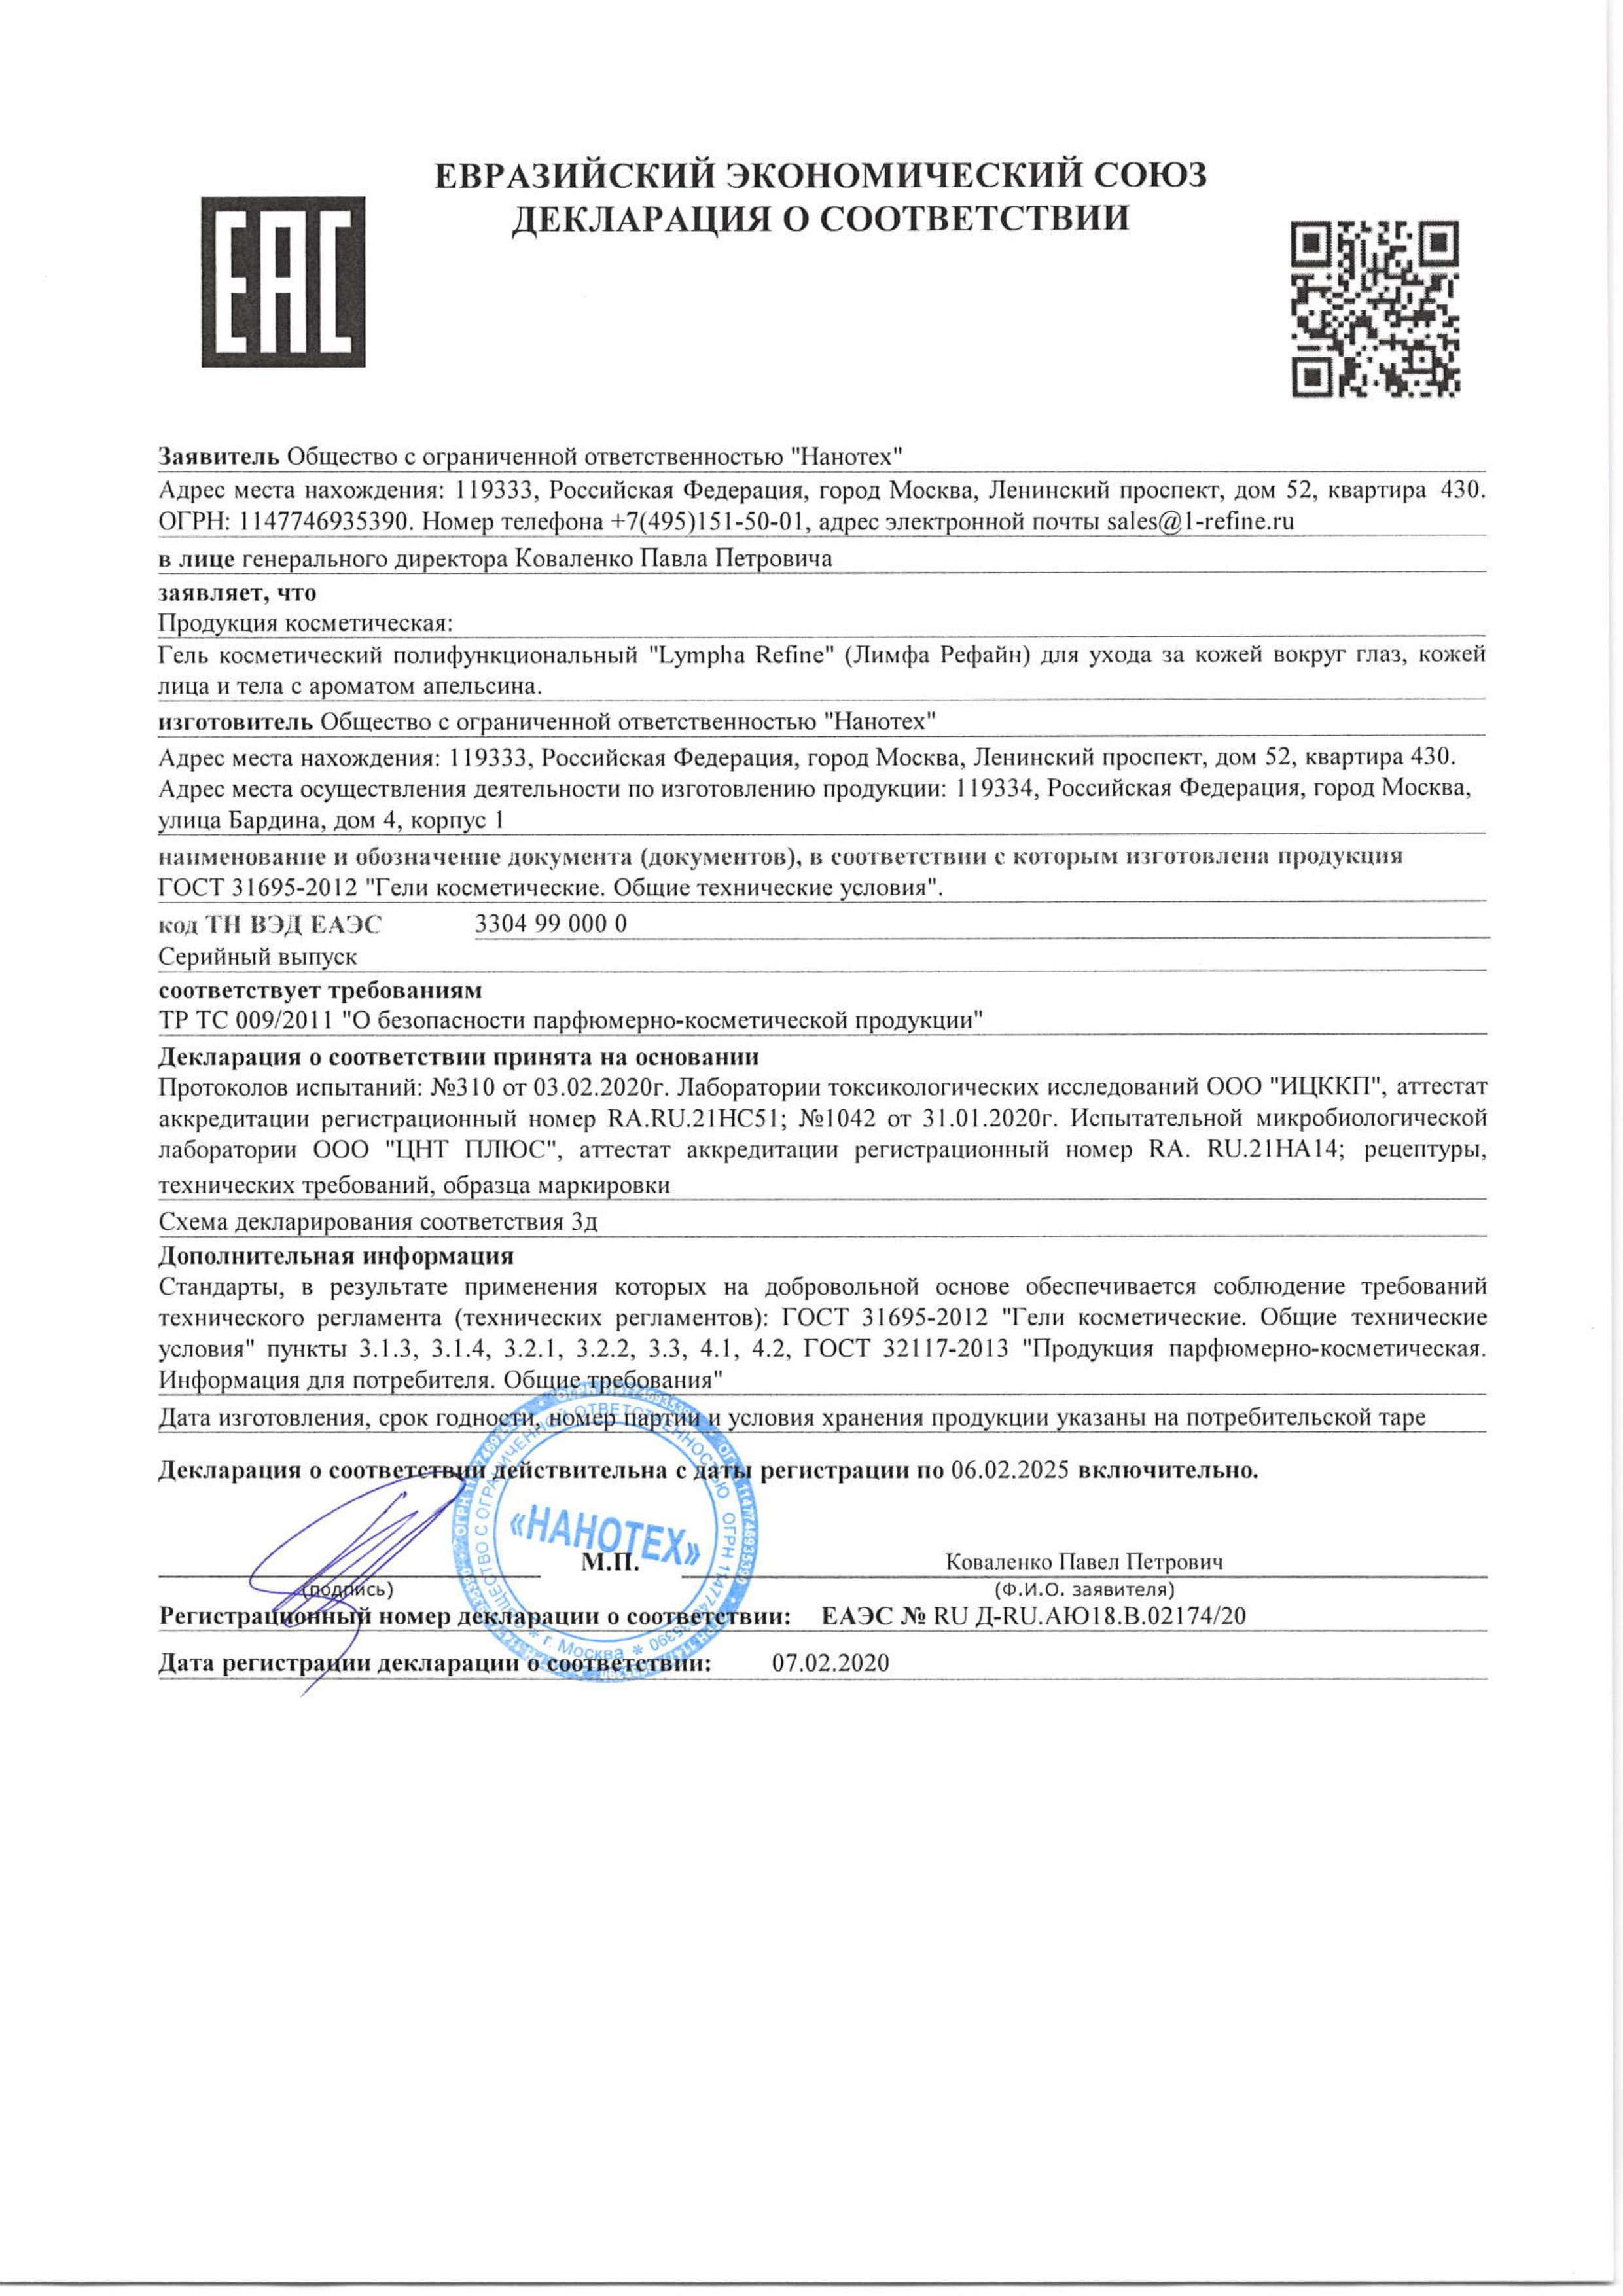 ЕВРАЗИЙСКИЙ ЭКОНОМИЧЕСКИЙ СОЮЗ
ДЕКЛАРАЦИЯ О СООТВЕТСТВИИ
EAC
Заявитель Общество с ограниченной ответственностью "Нанотех"
Адрес места нахождения: 119333, Российская Федерация, город Москва, Ленинский проспект, дом 52, квартира 430.
ОГРН: 1147746935390. Номер телефона +7(495)151-50-01, адрес электронной почты sales@1-refine.ru
в лице генерального директора Коваленко Павла Петровича
заявляет, что
Продукция косметическая:
Гель косметический полифункциональный "Lympha Refine" (Лимфа Рефайн) для ухода за кожей вокруг глаз, кожей
лица и тела с ароматом апельсина.
изготовитель Общество с ограниченной ответственностью "Нанотех"
Адрес места нахождения: 119333, Российская Федерация, город Москва, Ленинский проспект, дом 52, квартира 430.
Адрес места осуществления деятельности по изготовлению продукции: 119334, Российская Федерация, город Москва,
улица Бардина, дом 4, корпус 1
наименование и обозначение документа (документов), в соответствии с которым изготовлена продукция
ГОСТ 31695-2012 "Гели косметические. Общие технические условия".
код ТН ВЭД ЕАЭС 3304 99 000 0
Серийный выпуск
соответствует требованиям
ТР ТС 009/2011 "О безопасности парфюмерно-косметической продукции"
Декларация о соответствии принята на основании
Протоколов испытаний: №310 от 03.02.2020г. Лаборатории токсикологических исследований ООО "ИЦККП", аттестат
аккредитации регистрационный номер RA.RU.21НС51; №1042 от 31.01.2020г. Испытательной микробиологической
лаборатории ООО "ЦНТ ПЛЮС", аттестат аккредитации регистрационный номер RA. RU.21НА14; рецептуры,
технических требований, образца маркировки
Схема декларирования соответствия 3д
Дополнительная информация
Стандарты, в результате применения которых на добровольной основе обеспечивается соблюдение требований
технического регламента (технических регламентов): ГОСТ 31695-2012 "Гели косметические. Общие технические
условия" пункты 3.1.3, 3.1.4, 3.2.1, 3.2.2, 3.3, 4.1, 4.2, ГОСТ 32117-2013 "Продукция парфюмерно-косметическая.
Информация для потребителя. Общие требования"
Дата изготовления, срок годности, номер партии и условия хранения продукции указаны на потребительской таре
Декларация о соответствии действительна с даты регистрации по 06.02.2025 включительно.
ОБЩЕСТВО С ОГРАНИЧЕННОЙ ОТВЕТСТВЕННОСТЬЮ ОГРН 1147746935390
* г. Москва *
«НАНОТЕХ»
М.П. Коваленко Павел Петрович
(подпись) (Ф.И.О. заявителя)
Регистрационный номер декларации о соответствии: ЕАЭС № RU Д-RU.АЮ18.В.02174/20
Дата регистрации декларации о соответствии: 07.02.2020